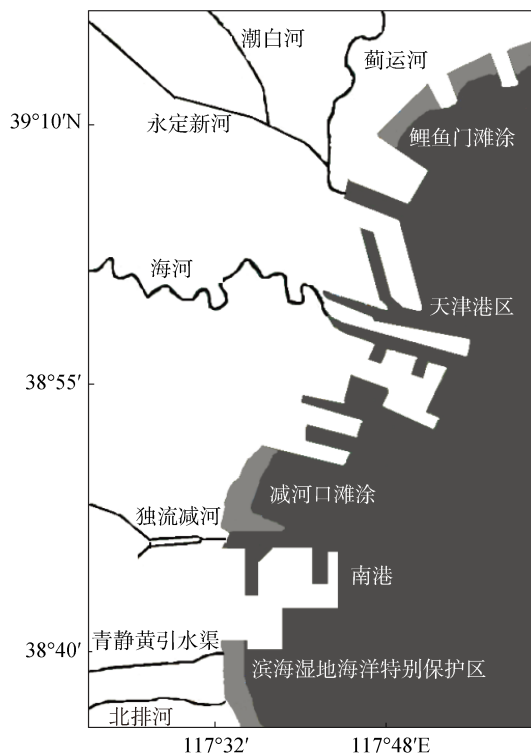 潮白河
蓟运河
39°10′N
永定新河
鲤鱼门滩涂
海河
天津港区
38°55′
减河口滩涂
独流减河
南港
青静黄引水渠
38°40′
滨海湿地海洋特别保护区
北排河
117°32′
117°48′E